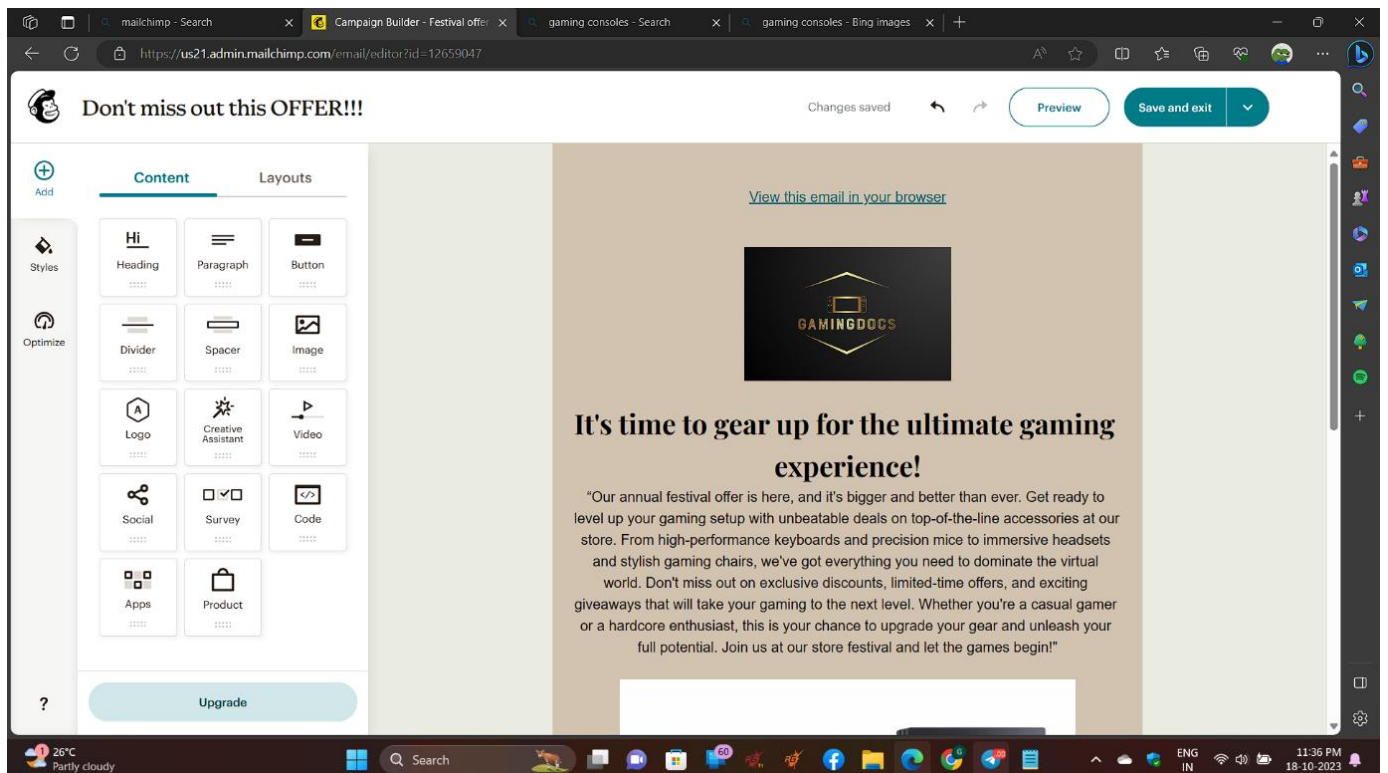 mailchimp - Search
Campaign Builder - Festival offer
gaming consoles - Search
gaming consoles - Bing images
https://us21.admin.mailchimp.com/email/editor?id=12659047
Don't miss out this OFFER!!!
Changes saved
Preview
Save and exit
Add
Styles
Optimize
Content
Layouts
Hi
Heading
Paragraph
Button
Divider
Spacer
Image
A
Logo
Creative
Assistant
Video
Social
Survey
Code
Apps
Product
Upgrade
?
View this email in your browser
GAMINGDOCS
It's time to gear up for the ultimate gaming
experience!
“Our annual festival offer is here, and it's bigger and better than ever. Get ready to
level up your gaming setup with unbeatable deals on top-of-the-line accessories at our
store. From high-performance keyboards and precision mice to immersive headsets
and stylish gaming chairs, we've got everything you need to dominate the virtual
world. Don't miss out on exclusive discounts, limited-time offers, and exciting
giveaways that will take your gaming to the next level. Whether you're a casual gamer
or a hardcore enthusiast, this is your chance to upgrade your gear and unleash your
full potential. Join us at our store festival and let the games begin!”
1
26°C
Partly cloudy
Search
60
ENG
IN
11:36 PM
18-10-2023